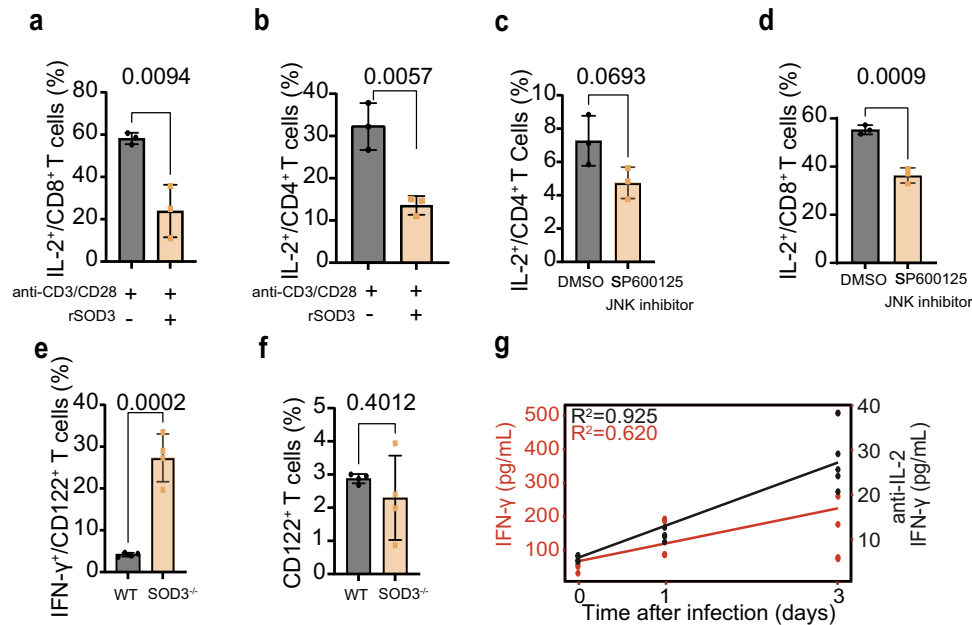 a
0.0094
IL-2⁺/CD8⁺ T cells (%)
80
60
40
20
0
anti-CD3/CD28 + +
rSOD3 - +
b
0.0057
IL-2⁺/CD4⁺ T cells (%)
40
30
20
10
0
anti-CD3/CD28 + +
rSOD3 - +
c
0.0693
IL-2⁺/CD4⁺ T Cells (%)
10
8
6
4
2
0
DMSO SP600125
JNK inhibitor
d
0.0009
IL-2⁺/CD8⁺ T cells (%)
80
60
40
20
0
DMSO SP600125
JNK inhibitor
e
0.0002
IFN-γ⁺/CD122⁺ T cells (%)
40
30
20
10
0
WT SOD3⁻/⁻
f
0.4012
CD122⁺ T cells (%)
5
4
3
2
1
0
WT SOD3⁻/⁻
g
R²=0.925
R²=0.620
IFN-γ (pg/mL)
500
400
300
200
100
40
30
20
10
anti-IL-2
IFN-γ (pg/mL)
0 1 3
Time after infection (days)